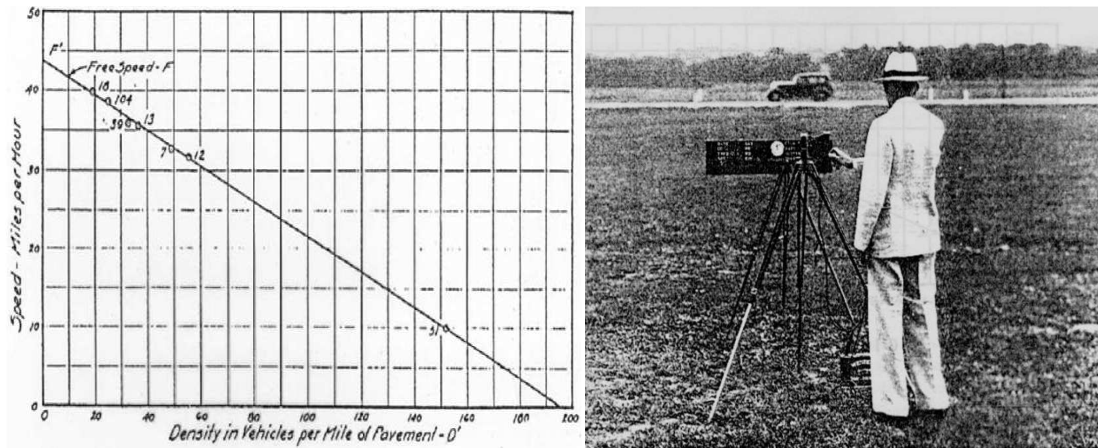 50
F'
Free Speed - F
40
104
39
13
7
12
30
20
10
51
0
Speed - Miles per Hour
0 20 40 60 80 100 120 140 160 180 200
Density in Vehicles per Mile of Pavement - D'